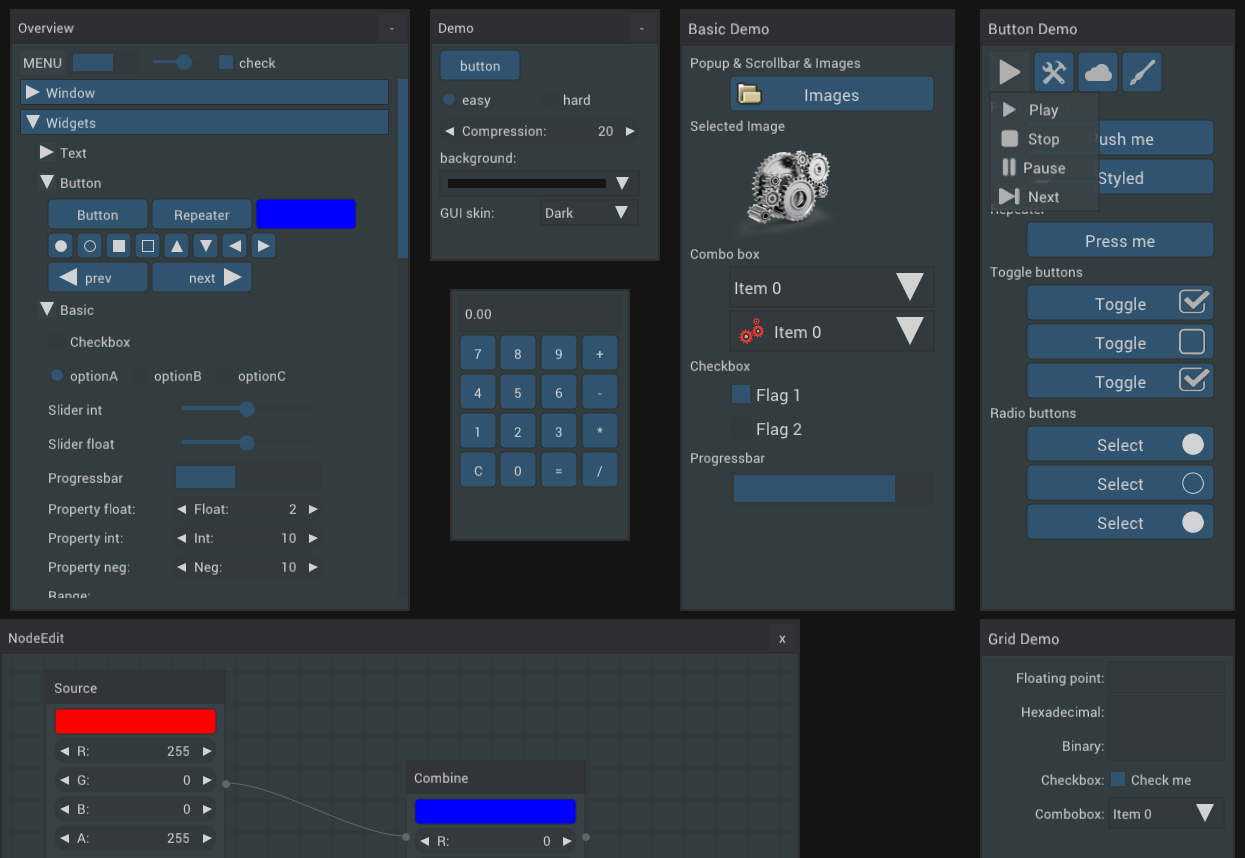 Overview -
MENU check
Window
Widgets
Text
Button
Button Repeater
prev next
Basic
Checkbox
optionA optionB optionC
Slider int
Slider float
Progressbar
Property float: Float: 2
Property int: Int: 10
Property neg: Neg: 10
Range:
Demo -
button
easy hard
Compression: 20
background:
GUI skin: Dark
0.00
7 8 9 +
4 5 6 -
1 2 3 *
C 0 = /
Basic Demo
Popup & Scrollbar & Images
Images
Selected Image
Combo box
Item 0
Item 0
Checkbox
Flag 1
Flag 2
Progressbar
Button Demo
Play
Stop
Pause
Next
ush me
Styled
Repeater
Press me
Toggle buttons
Toggle
Toggle
Toggle
Radio buttons
Select
Select
Select
NodeEdit x
Source
R: 255
G: 0
B: 0
A: 255
Combine
R: 0
Grid Demo
Floating point:
Hexadecimal:
Binary:
Checkbox: Check me
Combobox: Item 0